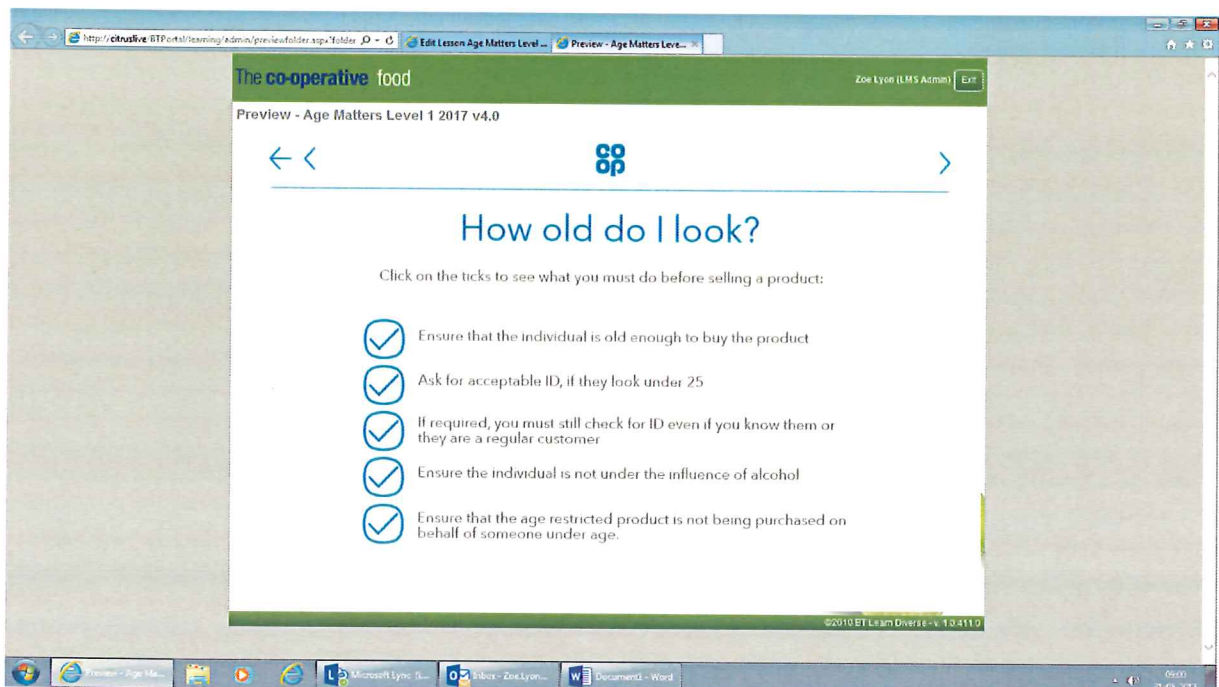 http://citruslive/BTPortal/learning/admin/previewfolder.aspx?folder
Edit Lesson Age Matters Level ...
Preview - Age Matters Leve...
The co-operative food
Zoe Lyon (LMS Admin)
Exit
Preview - Age Matters Level 1 2017 v4.0
co
op
How old do I look?
Click on the ticks to see what you must do before selling a product:
Ensure that the individual is old enough to buy the product
Ask for acceptable ID, if they look under 25
If required, you must still check for ID even if you know them or
they are a regular customer
Ensure the individual is not under the influence of alcohol
Ensure that the age restricted product is not being purchased on
behalf of someone under age.
©2010 BT Learn Diverse - v. 1.0.411.0
Preview - Age Ma...
Microsoft Lync
Inbox - Zoe.Lyon...
Document1 - Word
09:00